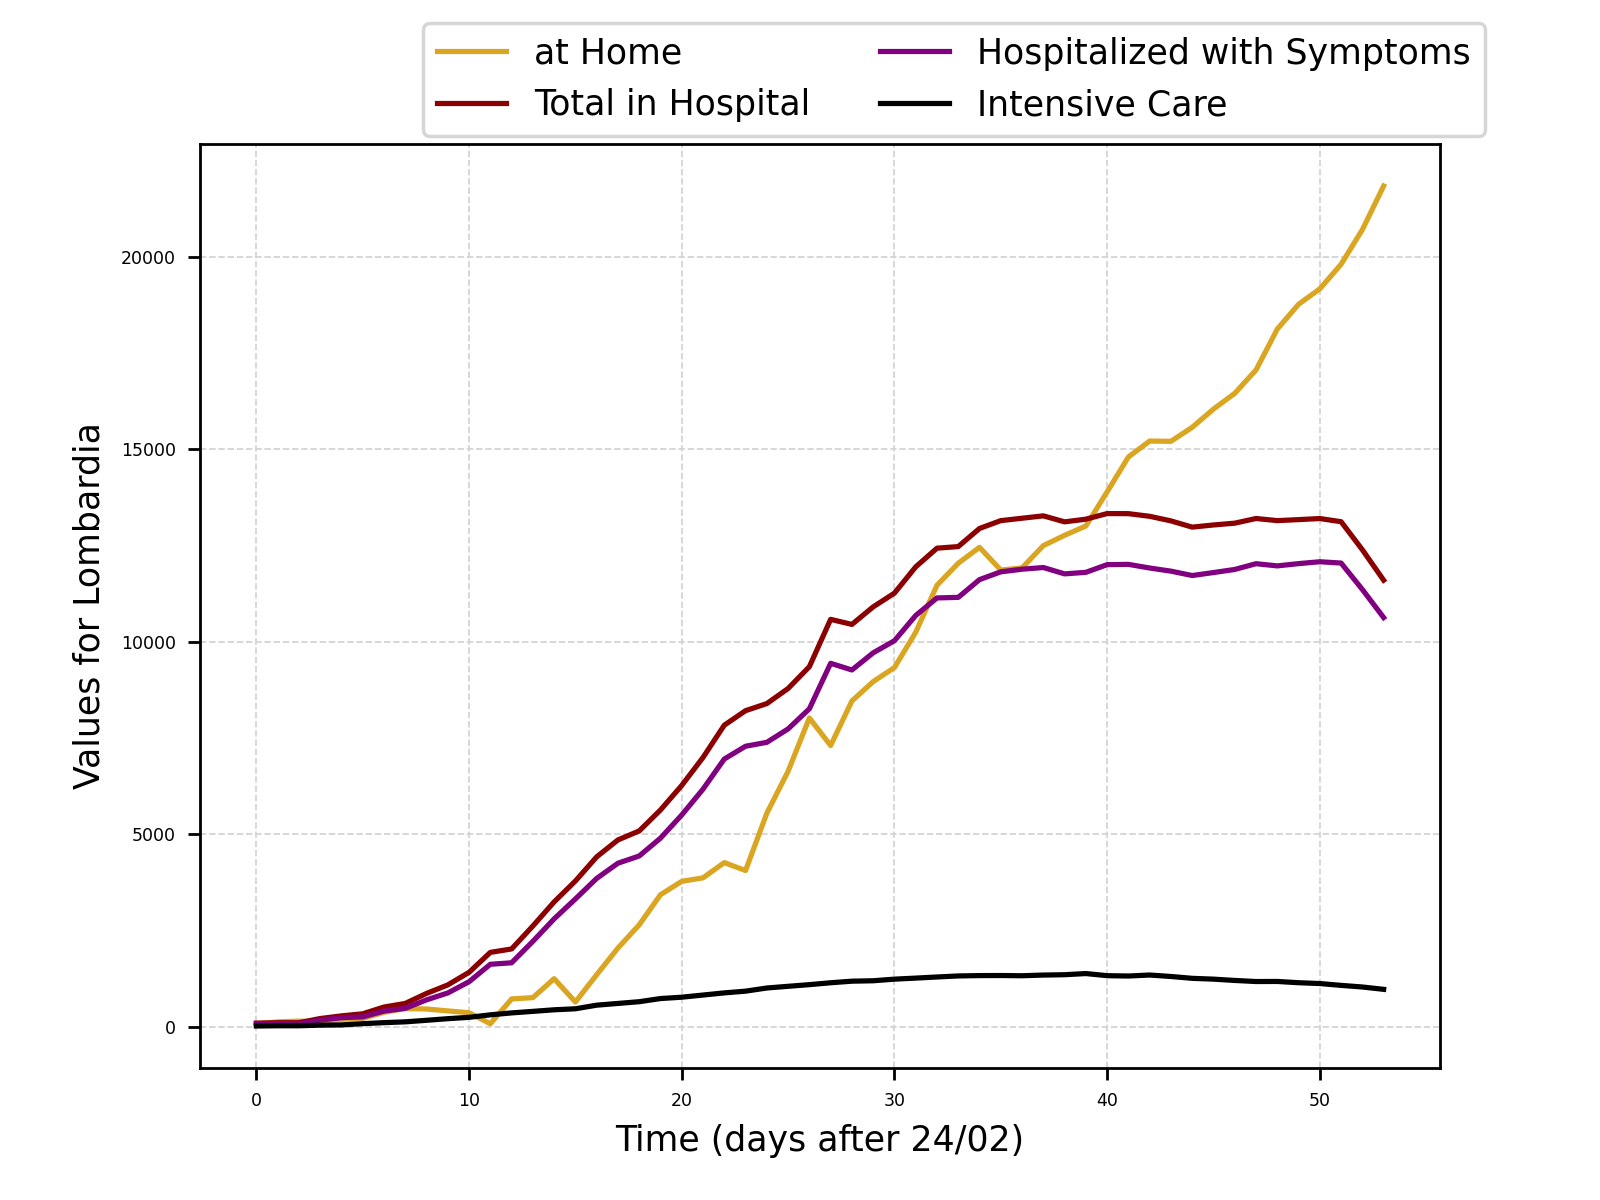 at Home
Total in Hospital
Hospitalized with Symptoms
Intensive Care
Values for Lombardia
20000
15000
10000
5000
0
0 10 20 30 40 50
Time (days after 24/02)